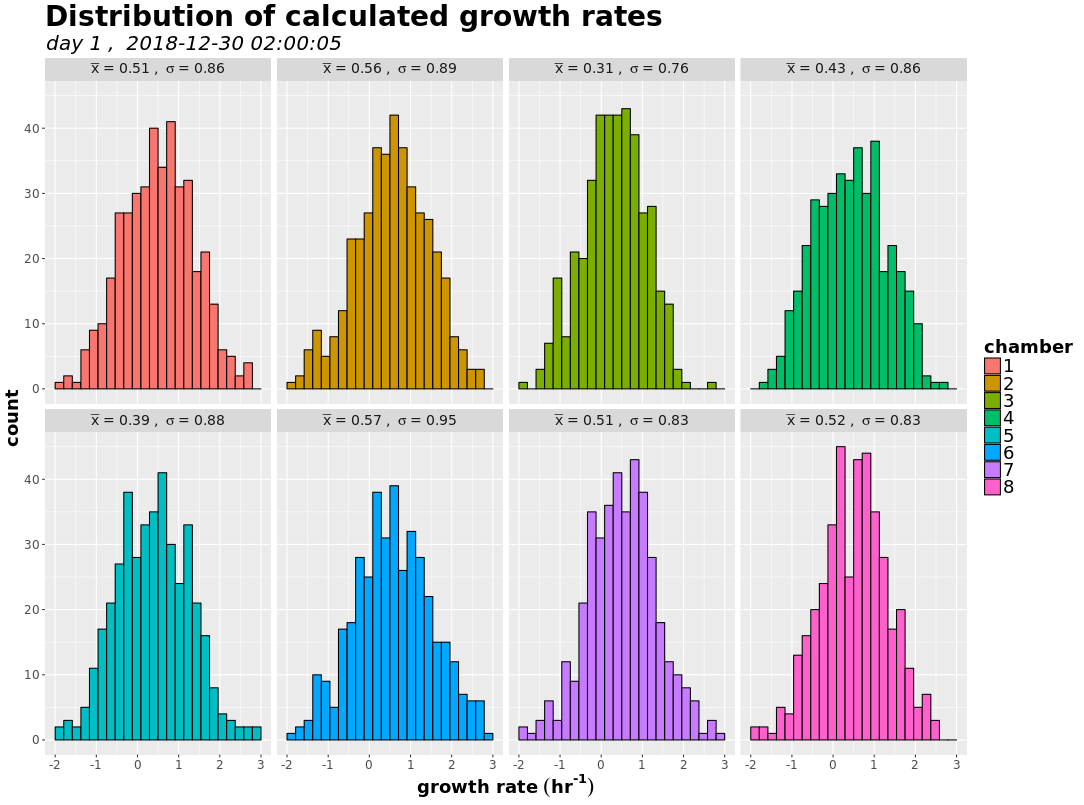 Distribution of calculated growth rates
day 1 ,  2018-12-30 02:00:05
x̅ = 0.51 ,  σ = 0.86
x̅ = 0.56 ,  σ = 0.89
x̅ = 0.31 ,  σ = 0.76
x̅ = 0.43 ,  σ = 0.86
40
30
20
10
0
x̅ = 0.39 ,  σ = 0.88
x̅ = 0.57 ,  σ = 0.95
x̅ = 0.51 ,  σ = 0.83
x̅ = 0.52 ,  σ = 0.83
40
30
20
10
0
-2 -1 0 1 2 3
-2 -1 0 1 2 3
-2 -1 0 1 2 3
-2 -1 0 1 2 3
count
growth rate (hr⁻¹)
chamber
1
2
3
4
5
6
7
8